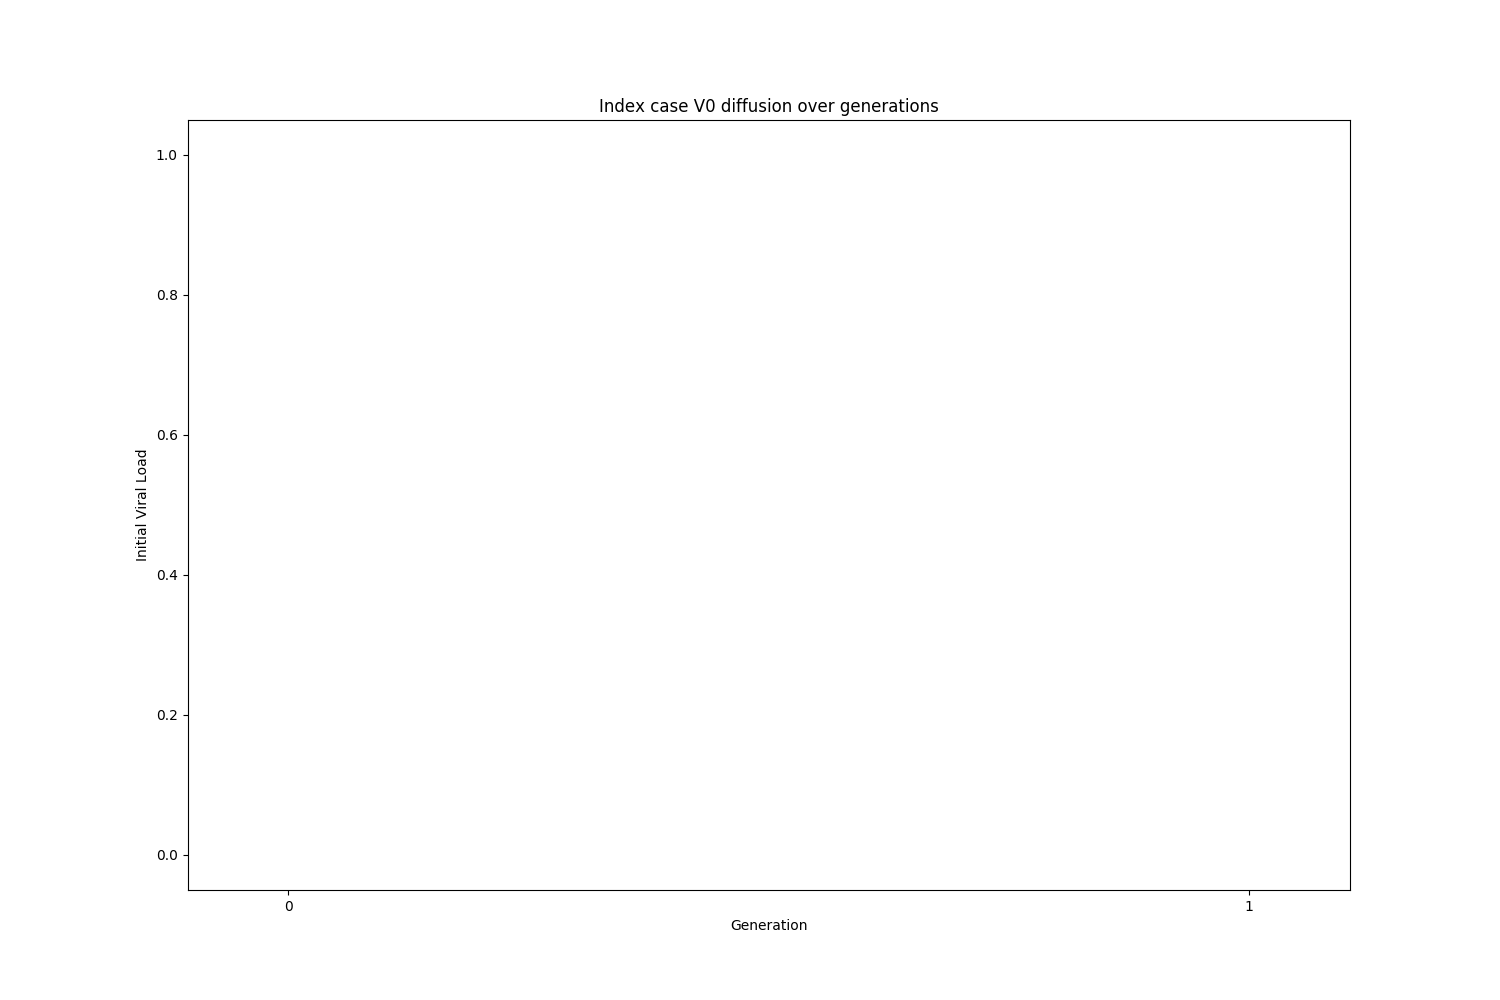 Index case V0 diffusion over generations
1.0
0.8
0.6
0.4
0.2
0.0
Initial Viral Load
0 1
Generation